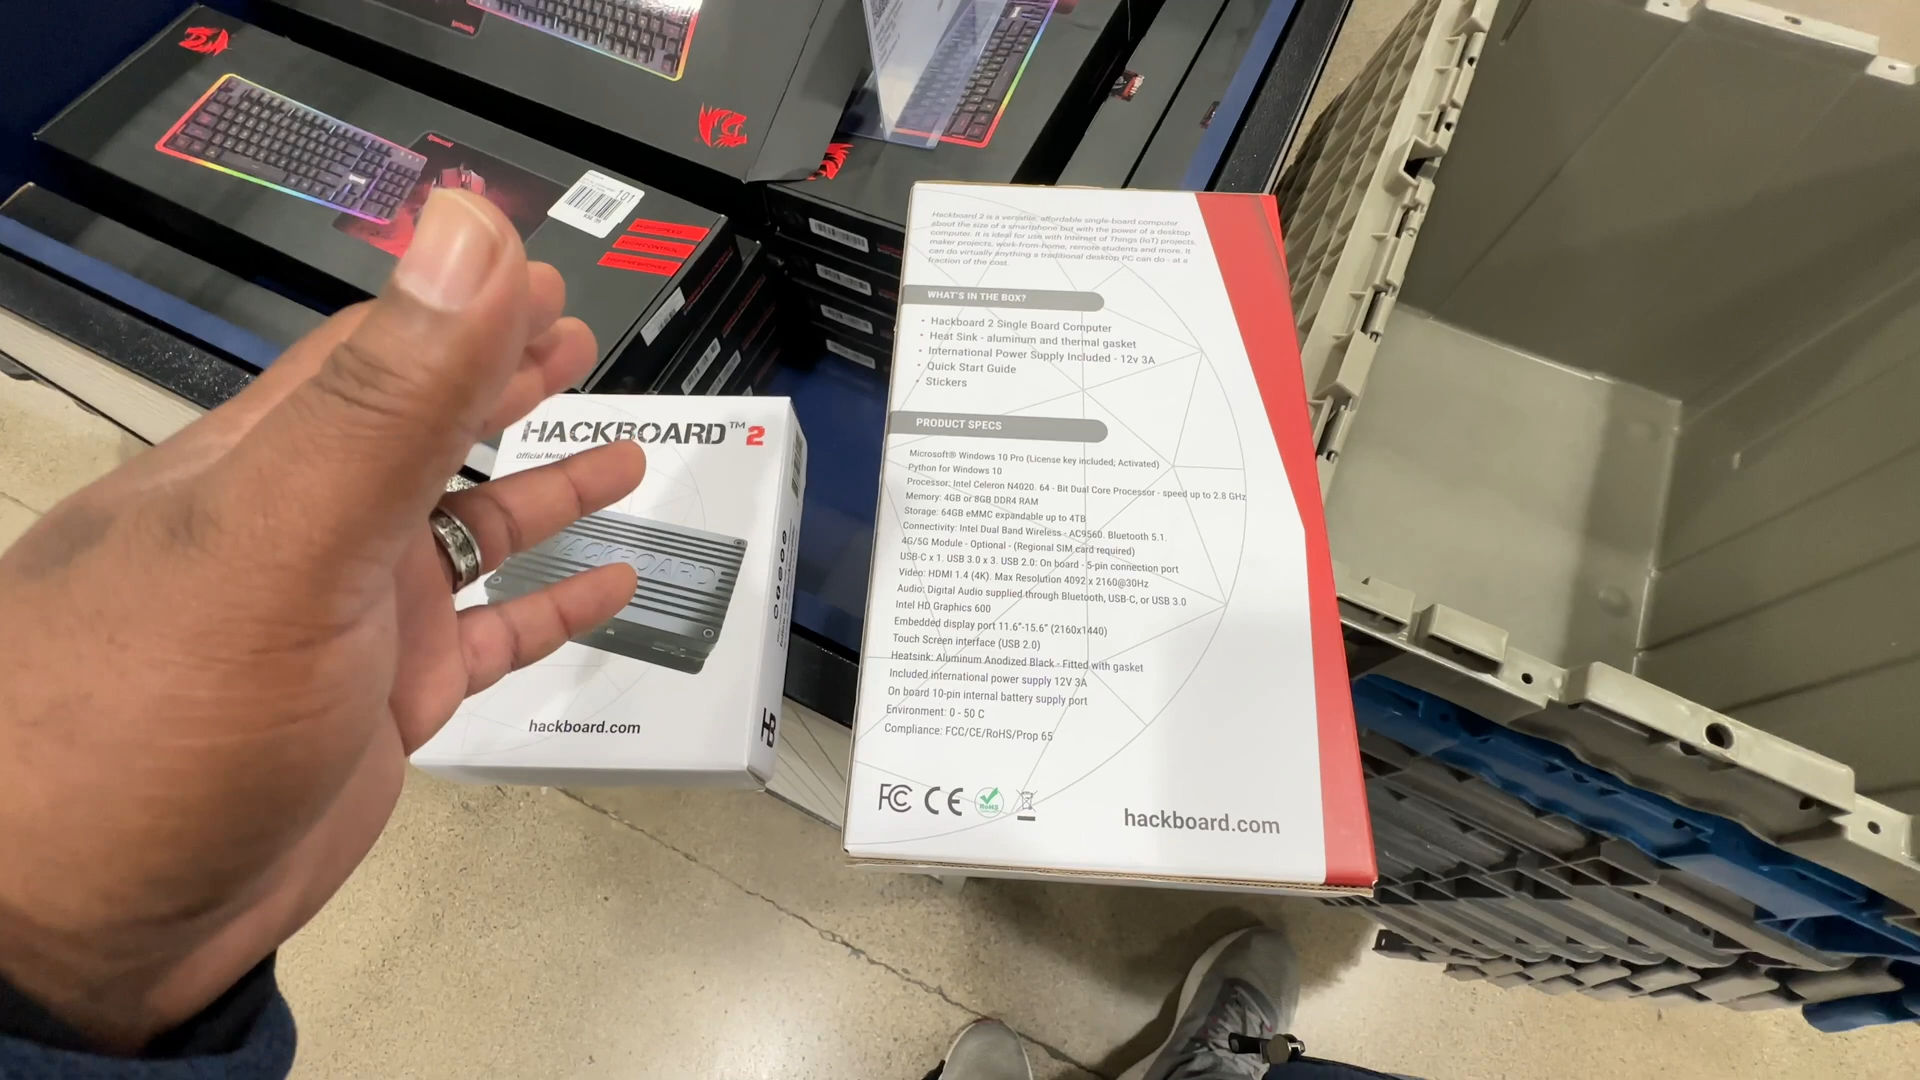 101
HACKBOARD™ 2
Official Metal
HACKBOARD
hackboard.com
HB
Hackboard 2 is a versatile, affordable single-board computer
about the size of a smartphone but with the power of a desktop
computer. It is ideal for use with Internet of Things (IoT) projects,
maker projects, work-from-home, remote students and more. It
can do virtually anything a traditional desktop PC can do - at a
fraction of the cost.
WHAT'S IN THE BOX?
• Hackboard 2 Single Board Computer
• Heat Sink - aluminum and thermal gasket
• International Power Supply Included - 12v 3A
• Quick Start Guide
• Stickers
PRODUCT SPECS
Microsoft® Windows 10 Pro (License key included; Activated)
Python for Windows 10
Processor: Intel Celeron N4020. 64 - Bit Dual Core Processor - speed up to 2.8 GHz
Memory: 4GB or 8GB DDR4 RAM
Storage: 64GB eMMC expandable up to 4TB
Connectivity: Intel Dual Band Wireless - AC9560. Bluetooth 5.1.
4G/5G Module - Optional - (Regional SIM card required)
USB-C x 1. USB 3.0 x 3. USB 2.0: On board - 5-pin connection port
Video: HDMI 1.4 (4K). Max Resolution 4092 x 2160@30Hz
Audio: Digital Audio supplied through Bluetooth, USB-C, or USB 3.0
Intel HD Graphics 600
Embedded display port 11.6"-15.6" (2160x1440)
Touch Screen interface (USB 2.0)
Heatsink: Aluminum Anodized Black - Fitted with gasket
Included international power supply 12V 3A
On board 10-pin internal battery supply port
Environment: 0 - 50 C
Compliance: FCC/CE/RoHS/Prop 65
FC CE RoHS
hackboard.com